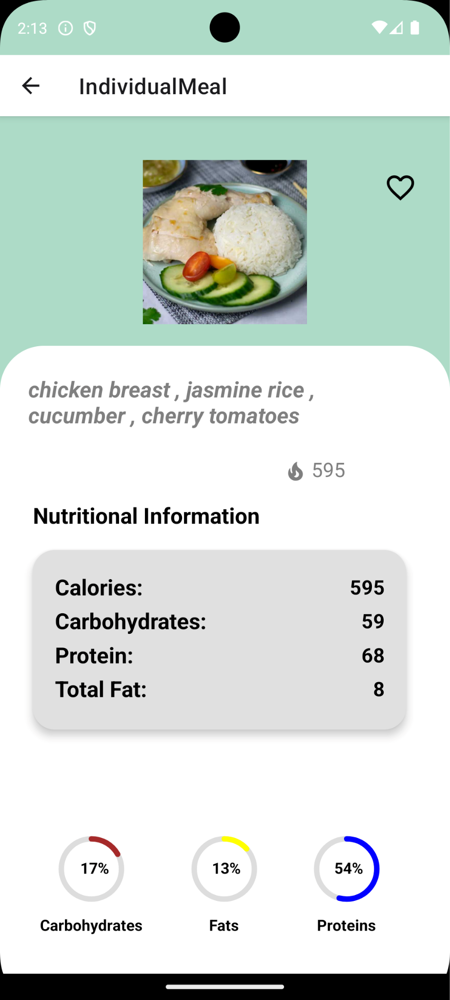 2:13
IndividualMeal
chicken breast , jasmine rice ,
cucumber , cherry tomatoes
595
Nutritional Information
Calories: 595
Carbohydrates: 59
Protein: 68
Total Fat: 8
17% 13% 54%
Carbohydrates Fats Proteins